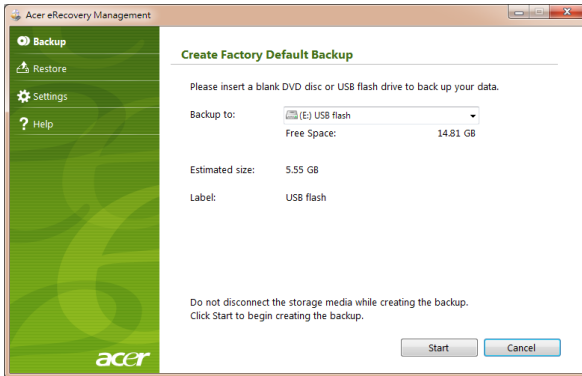 Acer eRecovery Management
Backup
Restore
Settings
Help
Create Factory Default Backup
Please insert a blank DVD disc or USB flash drive to back up your data.
Backup to: (E:) USB flash
Free Space: 14.81 GB
Estimated size: 5.55 GB
Label: USB flash
Do not disconnect the storage media while creating the backup.
Click Start to begin creating the backup.
Start Cancel
acer